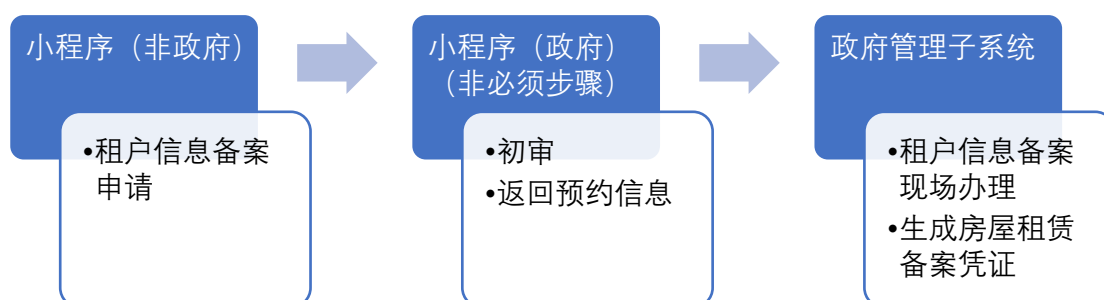 小程序（非政府）
•租户信息备案
申请
小程序（政府）
（非必须步骤）
•初审
•返回预约信息
政府管理子系统
•租户信息备案
现场办理
•生成房屋租赁
备案凭证